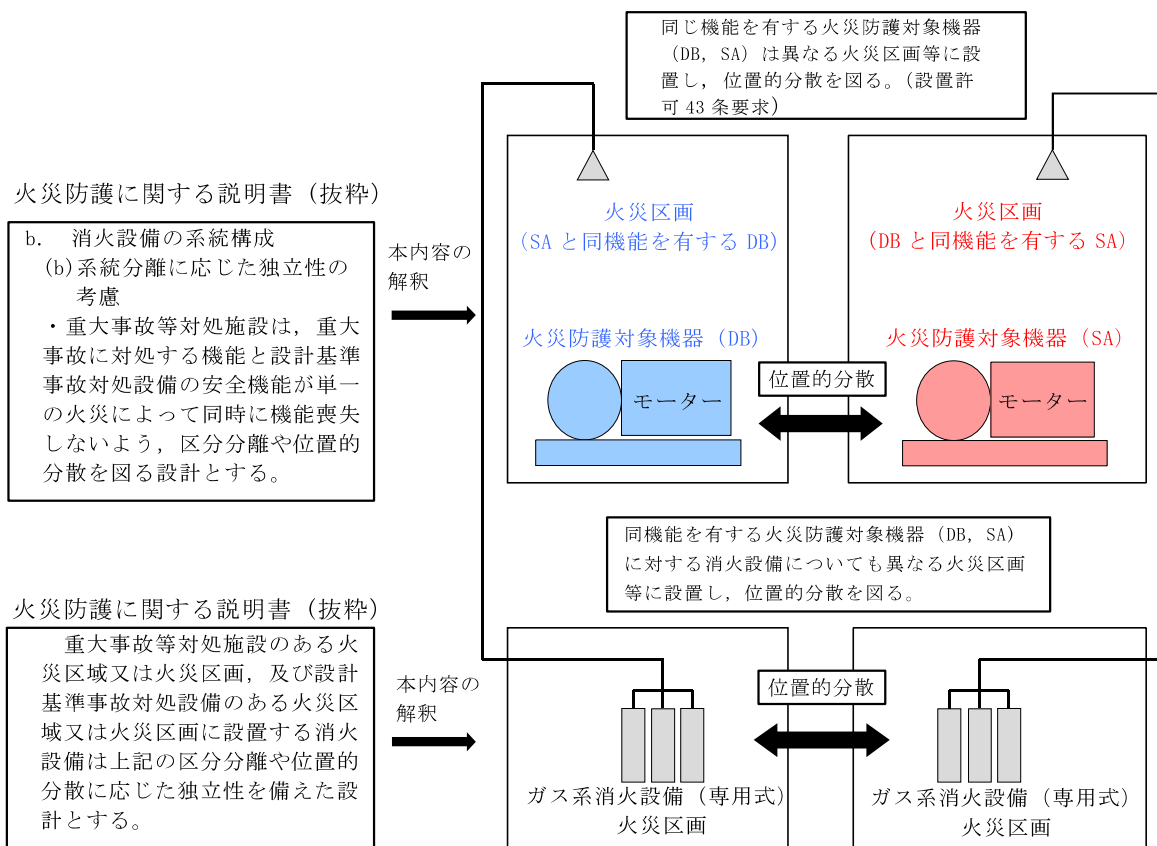 同じ機能を有する火災防護対象機器
（DB, SA）は異なる火災区画等に設
置し，位置的分散を図る。（設置許
可 43 条要求）
火災防護に関する説明書（抜粋）
b.　消火設備の系統構成
(b)系統分離に応じた独立性の
考慮
・重大事故等対処施設は，重大
事故に対処する機能と設計基準
事故対処設備の安全機能が単一
の火災によって同時に機能喪失
しないよう，区分分離や位置的
分散を図る設計とする。
本内容の
解釈
火災区画
（SA と同機能を有する DB）
火災防護対象機器（DB）
モーター
位置的分散
火災区画
（DB と同機能を有する SA）
火災防護対象機器（SA）
モーター
同機能を有する火災防護対象機器（DB, SA）
に対する消火設備についても異なる火災区画
等に設置し，位置的分散を図る。
火災防護に関する説明書（抜粋）
重大事故等対処施設のある火
災区域又は火災区画，及び設計
基準事故対処設備のある火災区
域又は火災区画に設置する消火
設備は上記の区分分離や位置的
分散に応じた独立性を備えた設
計とする。
本内容の
解釈
位置的分散
ガス系消火設備（専用式）
火災区画
ガス系消火設備（専用式）
火災区画